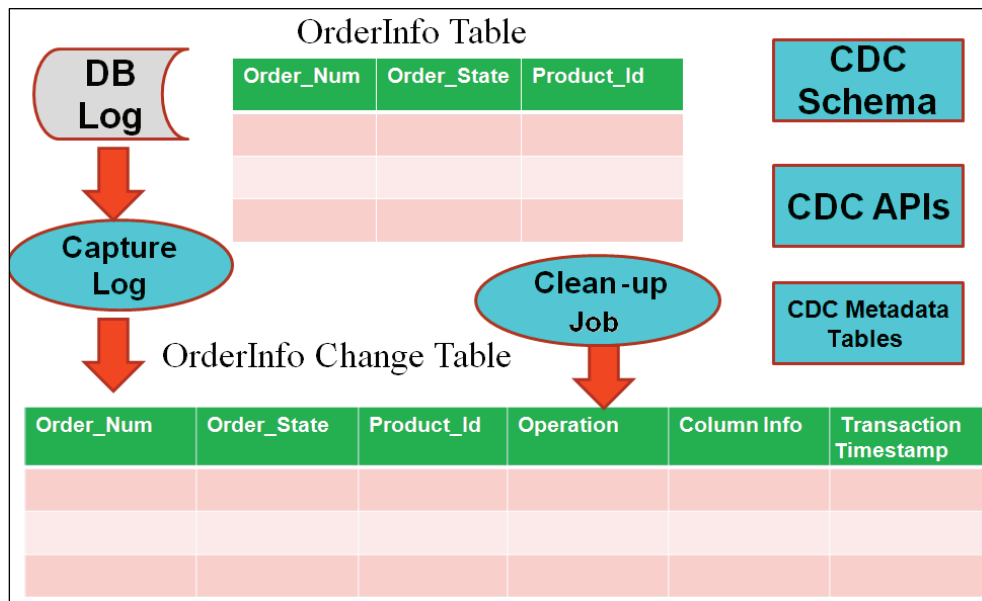 OrderInfo Table
DB
Log
Order_Num Order_State Product_Id
CDC
Schema
CDC APIs
Capture
Log
Clean-up
Job
CDC Metadata
Tables
OrderInfo Change Table
Order_Num Order_State Product_Id Operation Column Info Transaction
Timestamp